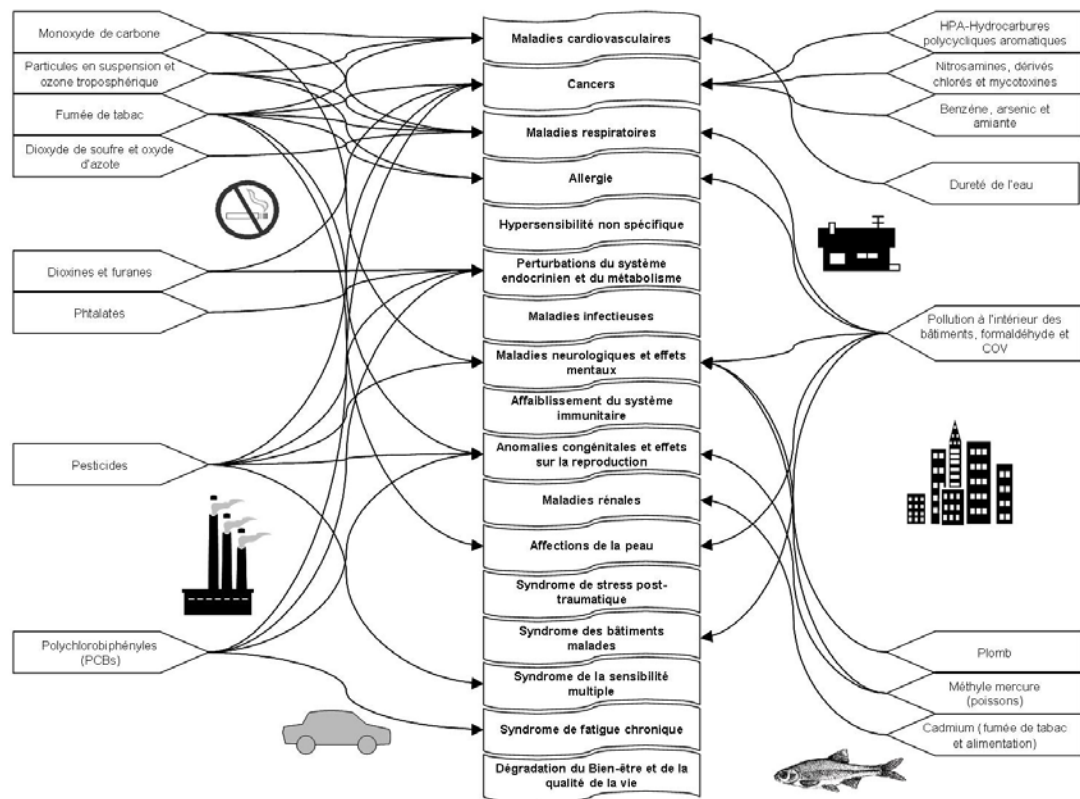 Monoxyde de carbone
Particules en suspension et
ozone troposphérique
Fumée de tabac
Dioxyde de soufre et oxyde
d'azote
Dioxines et furanes
Phtalates
Pesticides
Polychlorobiphényles
(PCBs)
Maladies cardiovasculaires
Cancers
Maladies respiratoires
Allergie
Hypersensibilité non spécifique
Perturbations du système
endocrinien et du métabolisme
Maladies infectieuses
Maladies neurologiques et effets
mentaux
Affaiblissement du système
immunitaire
Anomalies congénitales et effets
sur la reproduction
Maladies rénales
Affections de la peau
Syndrome de stress post-
traumatique
Syndrome des bâtiments
malades
Syndrome de la sensibilité
multiple
Syndrome de fatigue chronique
Dégradation du Bien-être et de la
qualité de la vie
HPA-Hydrocarbures
polycycliques aromatiques
Nitrosamines, dérivés
chlorés et mycotoxines
Benzéne, arsenic et
amiante
Dureté de l'eau
Pollution à l'intérieur des
bâtiments, formaldéhyde et
COV
Plomb
Méthyle mercure
(poissons)
Cadmium (fumée de tabac
et alimentation)